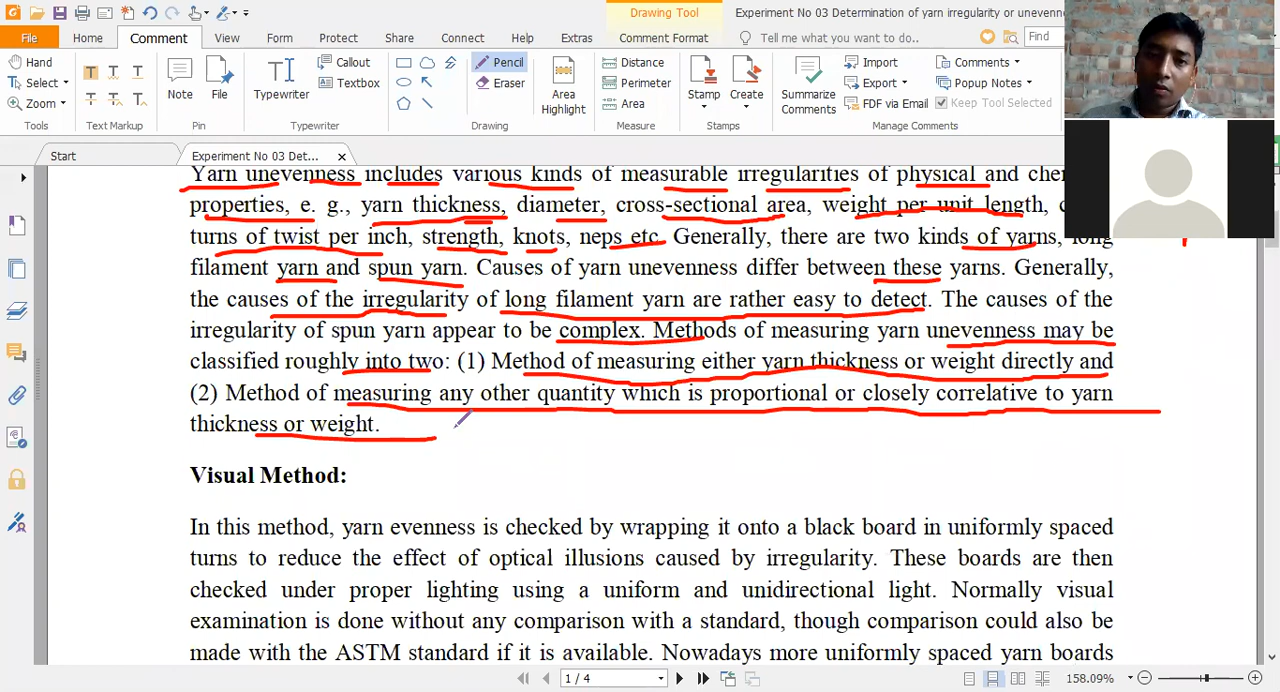 Drawing Tool
Experiment No 03 Determination of yarn irregularity or unevenn
File Home Comment View Form Protect Share Connect Help Extras Comment Format Tell me what you want to do.. Find
Hand
Select
Zoom
Tools
Text Markup
Note
File
Pin
Typewriter
Callout
Textbox
Typewriter
Pencil
Eraser
Drawing
Area
Highlight
Distance
Perimeter
Area
Measure
Stamp
Create
Stamps
Summarize
Comments
Import
Export
FDF via Email
Comments
Popup Notes
Keep Tool Selected
Manage Comments
Start
Experiment No 03 Det...
Yarn unevenness includes various kinds of measurable irregularities of physical and
properties, e. g., yarn thickness, diameter, cross-sectional area, weight per unit length,
turns of twist per inch, strength, knots, neps etc. Generally, there are two kinds of yarns, long
filament yarn and spun yarn. Causes of yarn unevenness differ between these yarns. Generally,
the causes of the irregularity of long filament yarn are rather easy to detect. The causes of the
irregularity of spun yarn appear to be complex. Methods of measuring yarn unevenness may be
classified roughly into two: (1) Method of measuring either yarn thickness or weight directly and
(2) Method of measuring any other quantity which is proportional or closely correlative to yarn
thickness or weight.
Visual Method:
In this method, yarn evenness is checked by wrapping it onto a black board in uniformly spaced
turns to reduce the effect of optical illusions caused by irregularity. These boards are then
checked under proper lighting using a uniform and unidirectional light. Normally visual
examination is done without any comparison with a standard, though comparison could also be
made with the ASTM standard if it is available. Nowadays more uniformly spaced yarn boards
1 / 4
158.09%